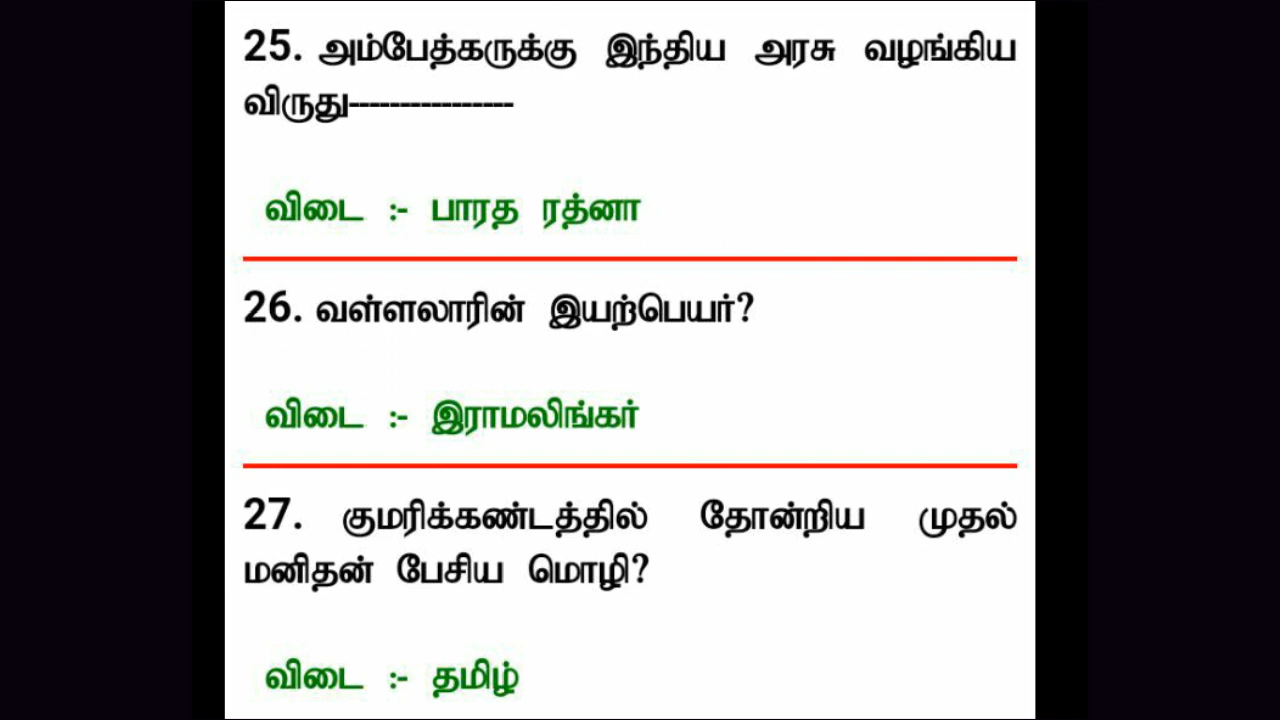 25. அம்பேத்கருக்கு இந்திய அரசு வழங்கிய
விருது----------------
விடை :- பாரத ரத்னா
26. வள்ளலாரின் இயற்பெயர்?
விடை :- இராமலிங்கர்
27. குமரிக்கண்டத்தில் தோன்றிய முதல்
மனிதன் பேசிய மொழி?
விடை :- தமிழ்